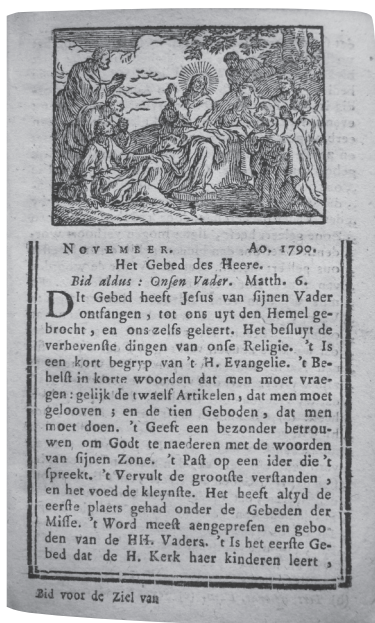 NOVEMBER. Ao. 1790.
Het Gebed des Heere.
Bid aldus : Onsen Vader. Matth. 6.
DIt Gebed heeft Jesus van sijnen Vader
ontfangen, tot ons uyt den Hemel ge-
brocht, en ons zelfs geleert. Het besluyt de
verhevenste dingen van onse Religie. 't Is
een kort begryp van 't H. Evangelie. 't Be-
helst in korte woorden dat men moet vrae-
gen : gelijk de twaelf Artikelen, dat men moet
gelooven ; en de tien Geboden, dat men
moet doen. 't Geeft een bezonder betrou-
wen om Godt te naederen met de woorden
van sijnen Zone. 't Past op een ider die 't
spreekt. 't Vervult de grootste verstanden,
en het voed de kleynste. Het heeft altyd de
eerste plaets gehad onder de Gebeden der
Misse. 't Word meest aengepresen en gebo-
den van de HH. Vaders. 't Is het eerste Ge-
bed dat de H. Kerk haer kinderen leert,
Bid voor de Ziel van